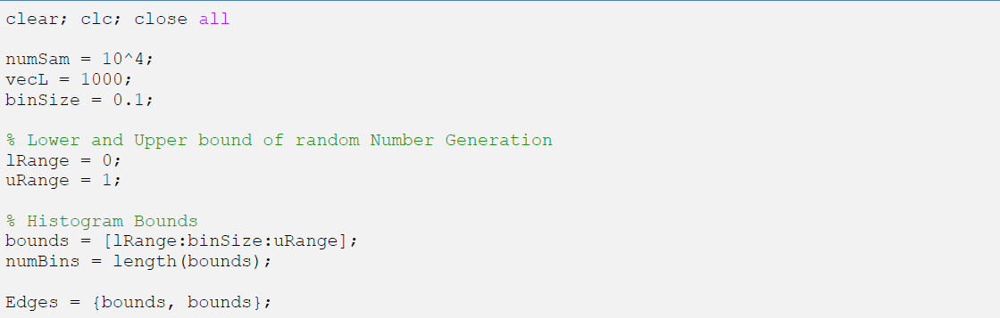 clear; clc; close all
numSam = 10^4;
vecL = 1000;
binSize = 0.1;
% Lower and Upper bound of random Number Generation
lRange = 0;
uRange = 1;
% Histogram Bounds
bounds = [lRange:binSize:uRange];
numBins = length(bounds);
Edges = {bounds, bounds};